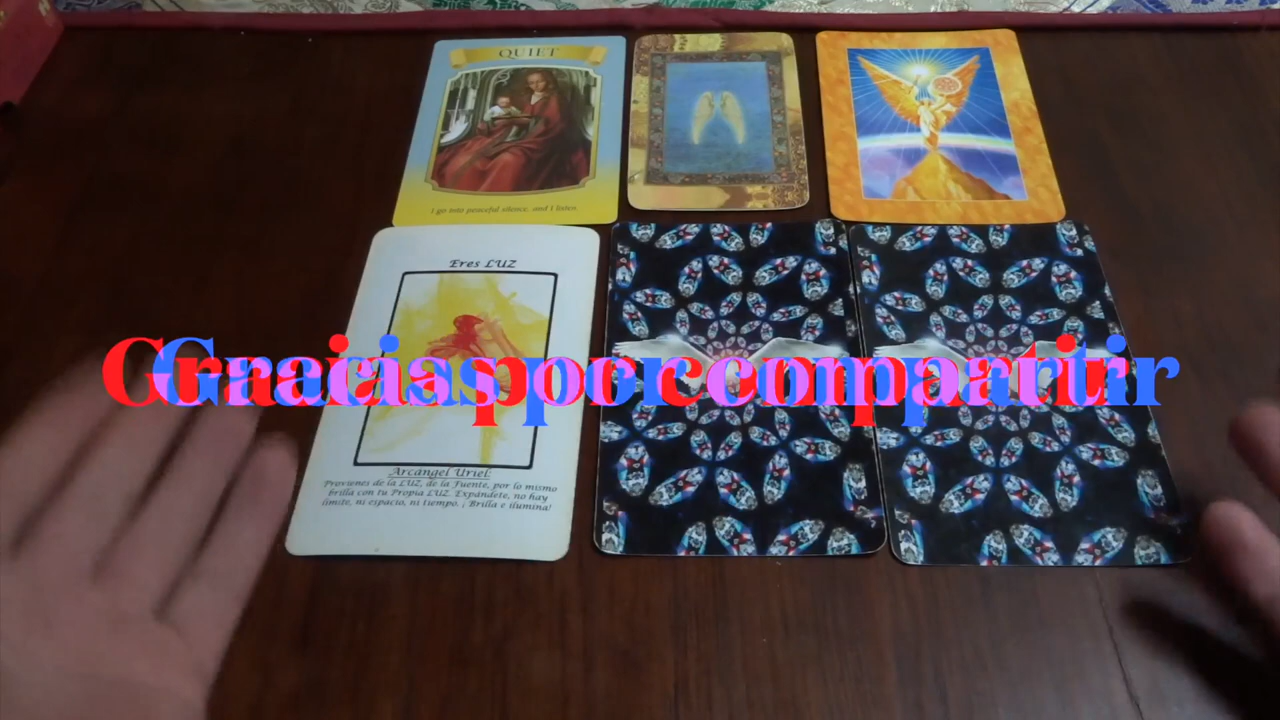 QUIET
I go into peaceful silence, and I listen.
Eres LUZ
Gracias por compartir
Arcángel Uriel:
Provienes de la LUZ, de la Fuente, por lo mismo
brilla con tu Propia LUZ. Expándete, no hay
límite, ni espacio, ni tiempo. ¡Brilla e ilumina!